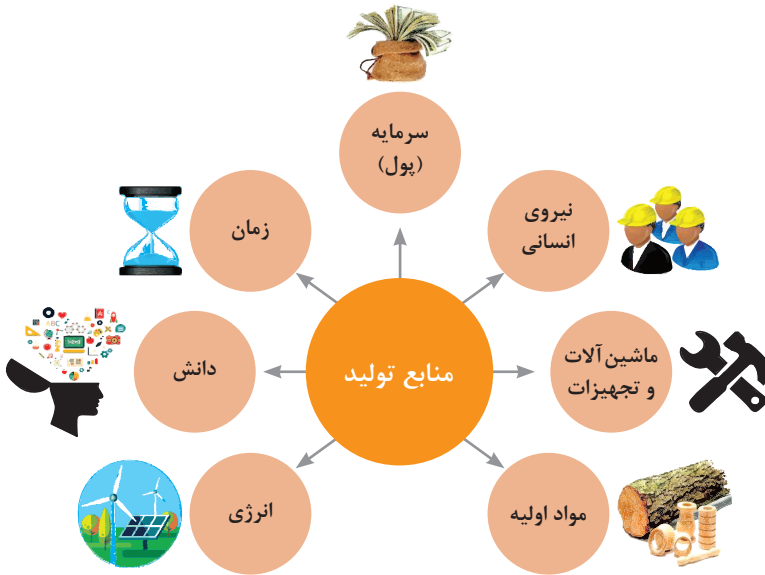 سرمایه
(پول)
نیروی
انسانی
زمان
ماشین‌آلات
و تجهیزات
منابع تولید
دانش
مواد اولیه
انرژی